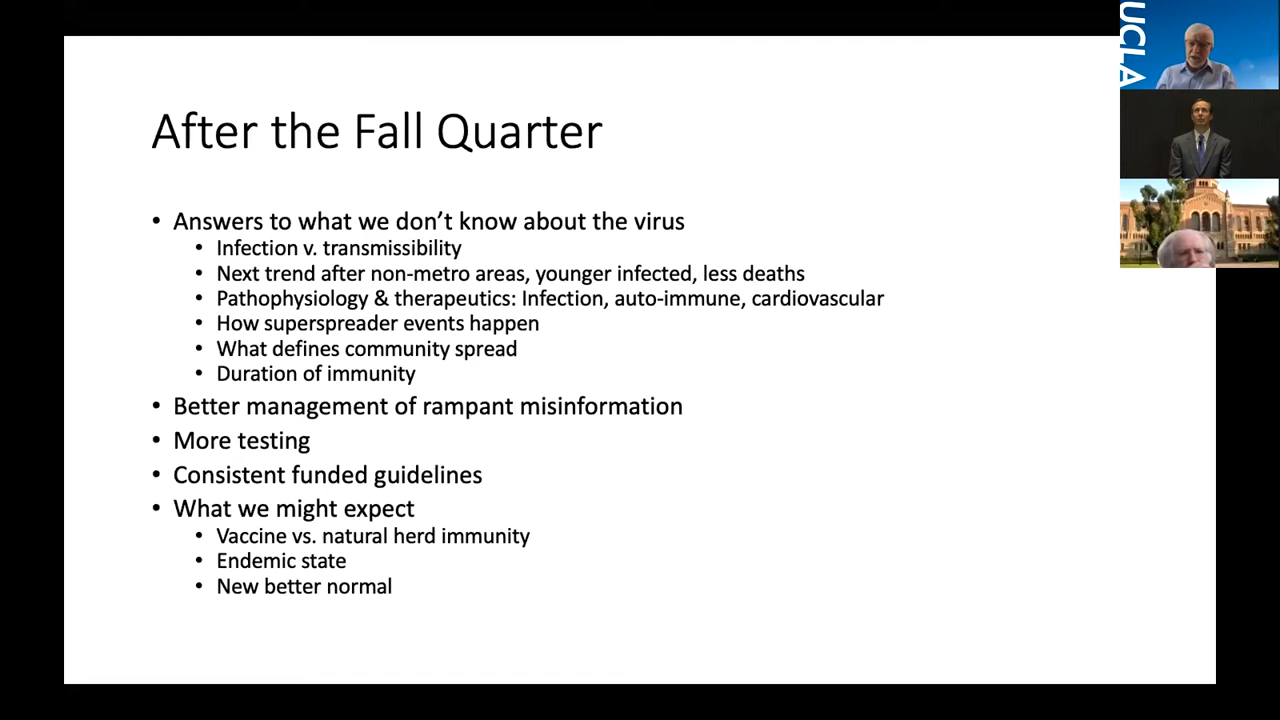 After the Fall Quarter
• Answers to what we don't know about the virus
• Infection v. transmissibility
• Next trend after non-metro areas, younger infected, less deaths
• Pathophysiology & therapeutics: Infection, auto-immune, cardiovascular
• How superspreader events happen
• What defines community spread
• Duration of immunity
• Better management of rampant misinformation
• More testing
• Consistent funded guidelines
• What we might expect
• Vaccine vs. natural herd immunity
• Endemic state
• New better normal
UCLA